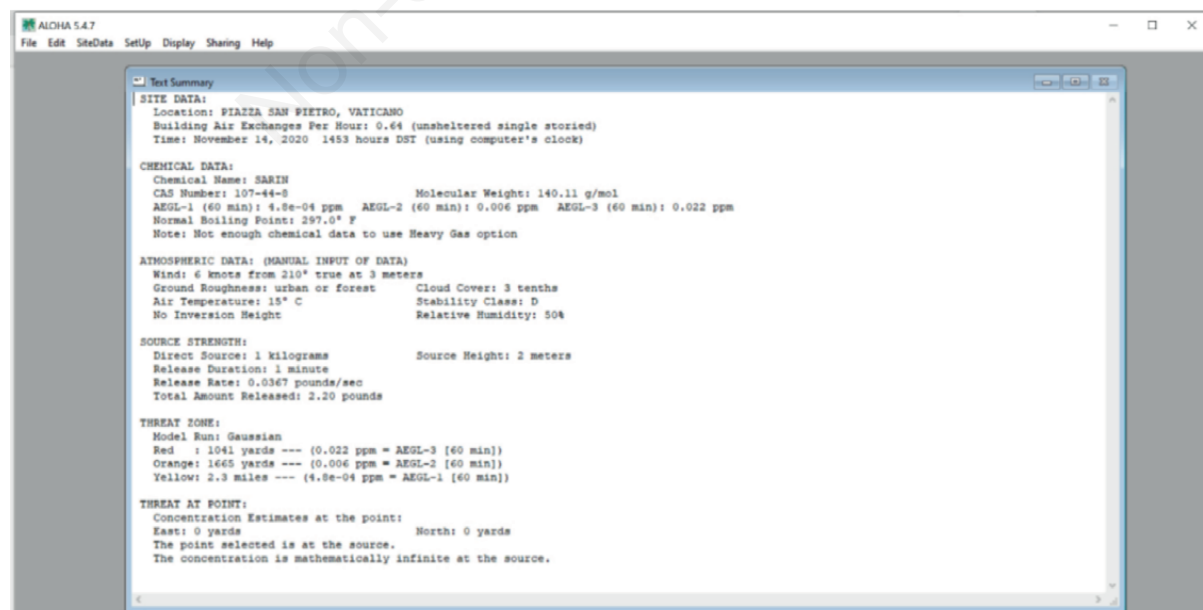 Non-
ALOHA 5.4.7
File Edit SiteData SetUp Display Sharing Help
Text Summary
SITE DATA:
Location: PIAZZA SAN PIETRO, VATICANO
Building Air Exchanges Per Hour: 0.64 (unsheltered single storied)
Time: November 14, 2020 1453 hours DST (using computer's clock)
CHEMICAL DATA:
Chemical Name: SARIN
CAS Number: 107-44-8 Molecular Weight: 140.11 g/mol
AEGL-1 (60 min): 4.8e-04 ppm AEGL-2 (60 min): 0.006 ppm AEGL-3 (60 min): 0.022 ppm
Normal Boiling Point: 297.0° F
Note: Not enough chemical data to use Heavy Gas option
ATMOSPHERIC DATA: (MANUAL INPUT OF DATA)
Wind: 6 knots from 210° true at 3 meters
Ground Roughness: urban or forest Cloud Cover: 3 tenths
Air Temperature: 15° C Stability Class: D
No Inversion Height Relative Humidity: 50%
SOURCE STRENGTH:
Direct Source: 1 kilograms Source Height: 2 meters
Release Duration: 1 minute
Release Rate: 0.0367 pounds/sec
Total Amount Released: 2.20 pounds
THREAT ZONE:
Model Run: Gaussian
Red : 1041 yards --- (0.022 ppm = AEGL-3 [60 min])
Orange: 1665 yards --- (0.006 ppm = AEGL-2 [60 min])
Yellow: 2.3 miles --- (4.8e-04 ppm = AEGL-1 [60 min])
THREAT AT POINT:
Concentration Estimates at the point:
East: 0 yards North: 0 yards
The point selected is at the source.
The concentration is mathematically infinite at the source.